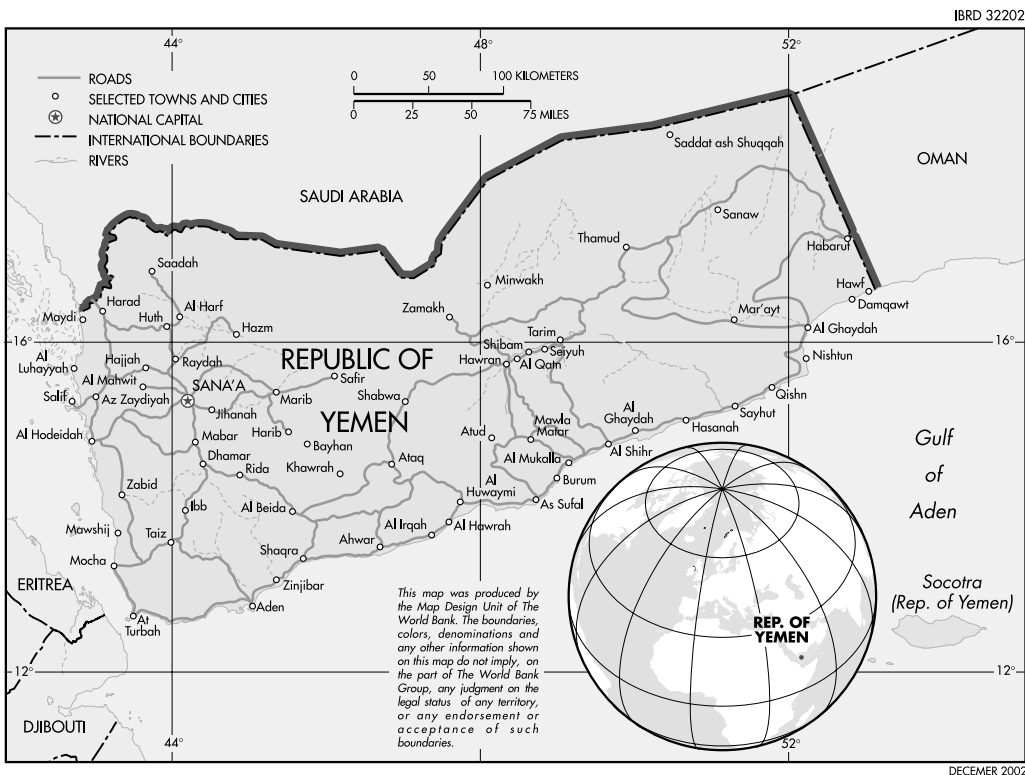 IBRD 32202
44°
48°
52°
ROADS
SELECTED TOWNS AND CITIES
NATIONAL CAPITAL
INTERNATIONAL BOUNDARIES
RIVERS
0 50 100 KILOMETERS
0 25 50 75 MILES
SAUDI ARABIA
OMAN
Saddat ash Shuqqah
Sanaw
Thamud
Habarut
Saadah
Minwakh
Hawf
Damqawt
Harad
Maydi
Al Harf
Huth
Hazm
Zamakh
Mar'ayt
Al Ghaydah
16°
16°
Tarim
Shibam
Seiyuh
Hawran
Al Qatn
Nishtun
Al
Luhayyah
Hajjah
Raydah
REPUBLIC OF
YEMEN
Al Mahwit
SANA'A
Safir
Salif
Az Zaydiyah
Marib
Shabwa
Jihanah
Qishn
Sayhut
Al
Ghaydah
Hasanah
Al Hodeidah
Mabar
Harib
Bayhan
Atud
Mawla
Matar
Al Shihr
Dhamar
Rida
Khawrah
Ataq
Al Mukalla
Burum
Al
Huwaymi
As Sufal
Zabid
Ibb
Al Beida
Al Irqah
Al Hawrah
Mawshij
Taiz
Ahwar
Mocha
Shaqra
Zinjibar
Aden
At
Turbah
ERITREA
DJIBOUTI
Gulf
of
Aden
Socotra
(Rep. of Yemen)
This map was produced by
the Map Design Unit of The
World Bank. The boundaries,
colors, denominations and
any other information shown
on this map do not imply, on
the part of The World Bank
Group, any judgment on the
legal status of any territory,
or any endorsement or
acceptance of such
boundaries.
REP. OF
YEMEN
12°
12°
44°
52°
DECEMER 2002